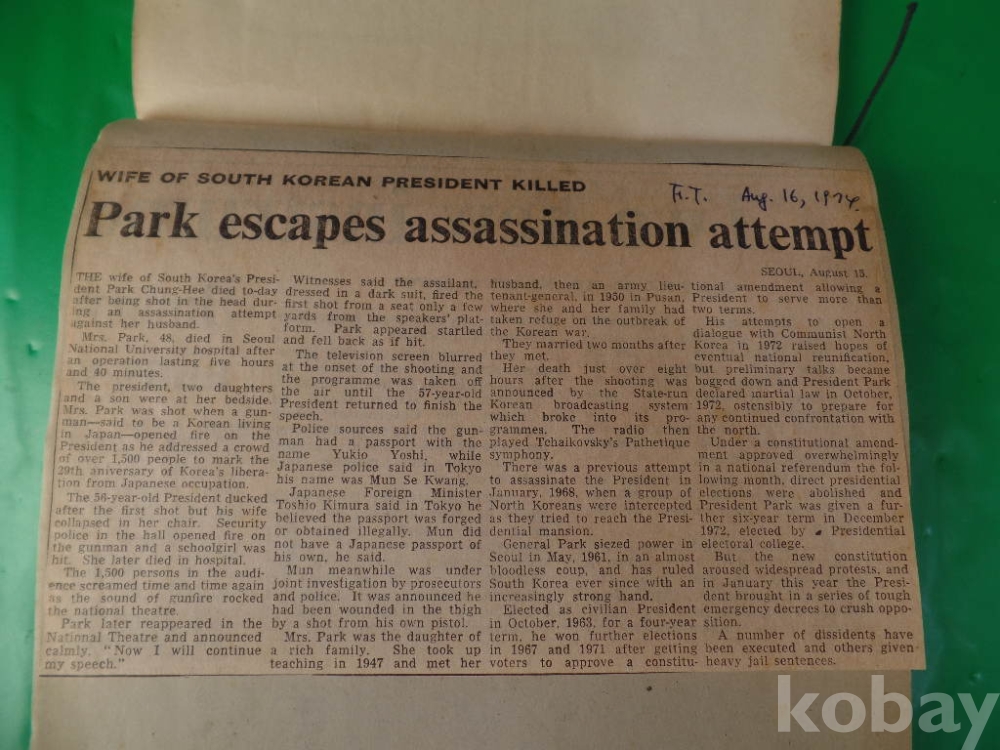 WIFE OF SOUTH KOREAN PRESIDENT KILLED
F.T. Aug. 16, 1974.
Park escapes assassination attempt
SEOUL, August 15.
THE wife of South Korea's Presi-
dent Park Chung-Hee died to-day
after being shot in the head dur-
ing an assassination attempt
against her husband.
Mrs. Park, 48, died in Seoul
National University hospital after
an operation lasting five hours
and 40 minutes.
The president, two daughters
and a son were at her bedside.
Mrs. Park was shot when a gun-
man—said to be a Korean living
in Japan—opened fire on the
President as he addressed a crowd
of over 1,500 people to mark the
29th aniversary of Korea's libera-
tion from Japanese occupation.
The 56-year-old President ducked
after the first shot but his wife
collapsed in her chair. Security
police in the hall opened fire on
the gunman and a schoolgirl was
hit. She later died in hospital.
The 1,500 persons in the audi-
ence screamed time and time again
as the sound of gunfire rocked
the national theatre.
Park later reappeared in the
National Theatre and announced
calmly. "Now I will continue
my speech."
Witnesses said the assailant,
dressed in a dark suit, fired the
first shot from a seat only a few
yards from the speakers' plat-
form. Park appeared startled
and fell back as if hit.
The television screen blurred
at the onset of the shooting and
the programme was taken off
the air until the 57-year-old
President returned to finish the
speech.
Police sources said the gun-
man had a passport with the
name Yukio Yoshi, while
Japanese police said in Tokyo
his name was Mun Se Kwang.
Japanese Foreign Minister
Toshio Kimura said in Tokyo he
believed the passport was forged
or obtained illegally. Mun did
not have a Japanese passport of
his own, he said.
Mun meanwhile was under
joint investigation by prosecutors
and police. It was announced he
had been wounded in the thigh
by a shot from his own pistol.
Mrs. Park was the daughter of
a rich family. She took up
teaching in 1947 and met her
husband, then an army lieu-
tenant-general, in 1950 in Pusan,
where she and her family had
taken refuge on the outbreak of
the Korean war.
They married two months after
they met.
Her death just over eight
hours after the shooting was
announced by the State-run
Korean broadcasting system
which broke into its pro-
grammes. The radio then
played Tchaikovsky's Pathetique
symphony.
There was a previous attempt
to assassinate the President in
January, 1968, when a group of
North Koreans were intercepted
as they tried to reach the Presi-
dential mansion.
General Park siezed power in
Seoul in May, 1961, in an almost
bloodless coup, and has ruled
South Korea ever since with an
increasingly strong hand.
Elected as civilian President
in October, 1963, for a four-year
term, he won further elections
in 1967 and 1971 after getting
voters to approve a constitu-
tional amendment allowing a
President to serve more than
two terms.
His attempts to open a
dialogue with Communist North
Korea in 1972 raised hopes of
eventual national reunification,
but preliminary talks became
bogged down and President Park
declared martial law in October,
1972, ostensibly to prepare for
any continued confrontation with
the north.
Under a constitutional amend-
ment approved overwhelmingly
in a national referendum the fol-
lowing month, direct presidential
elections were abolished and
President Park was given a fur-
ther six-year term in December
1972, elected by a Presidential
electoral college.
But the new constitution
aroused widespread protests, and
in January this year the Presi-
dent brought in a series of tough
emergency decrees to crush oppo-
sition.
A number of dissidents have
been executed and others given
heavy jail sentences.
kobay